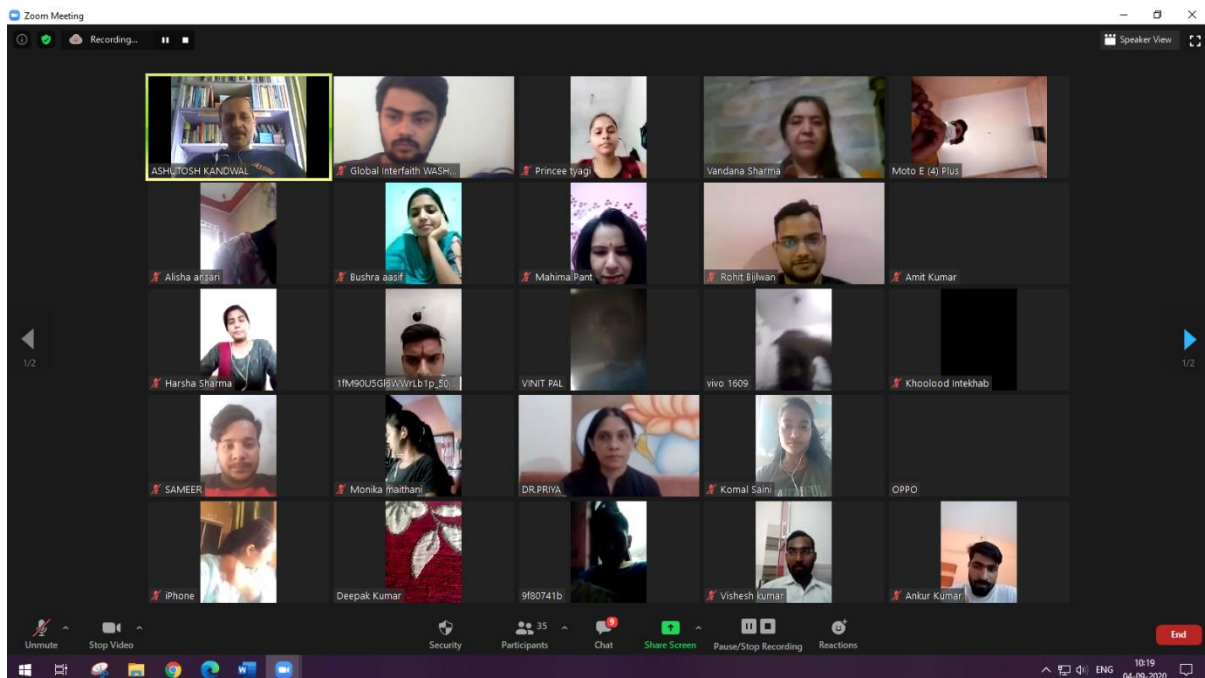 Zoom Meeting
Recording...
Speaker View
ASHUTOSH KANDWAL
Global Interfaith WASH...
Princee tyagi
Vandana Sharma
Moto E (4) Plus
Alisha ansari
Bushra aasif
Mahima Pant
Rohit Bijlwan
Amit Kumar
Harsha Sharma
VINIT PAL
vivo 1609
Khoolood Intekhab
1/2
1/2
SAMEER
Monika maithani
DR.PRIYA
Komal Saini
OPPO
iPhone
Deepak Kumar
9f80741b
Vishesh kumar
Ankur Kumar
Unmute
Stop Video
Security
Participants
35
Chat
9
Share Screen
Pause/Stop Recording
Reactions
End
ENG
10:19
04-09-2020